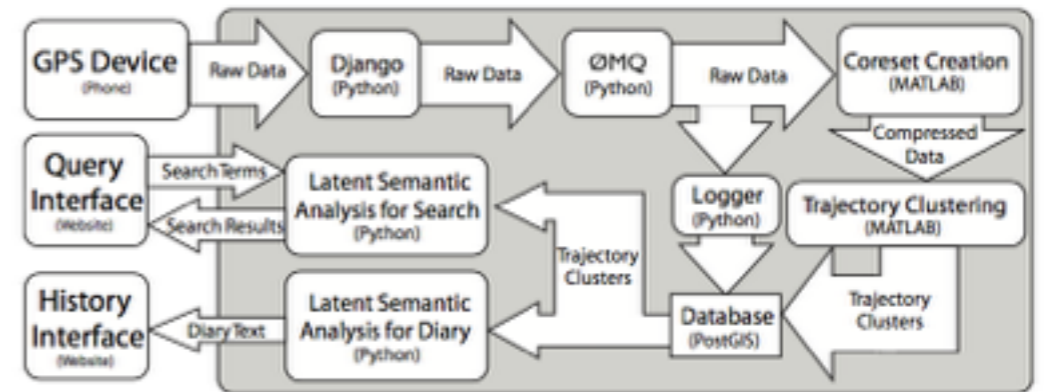 GPS Device
(Phone)
Raw Data
Django
(Python)
Raw Data
ØMQ
(Python)
Raw Data
Coreset Creation
(MATLAB)
Compressed
Data
Query
Interface
(Website)
Search Terms
Search Results
Latent Semantic
Analysis for Search
(Python)
Logger
(Python)
Trajectory Clustering
(MATLAB)
Trajectory
Clusters
History
Interface
(Website)
Diary Text
Latent Semantic
Analysis for Diary
(Python)
Database
(PostGIS)
Trajectory
Clusters